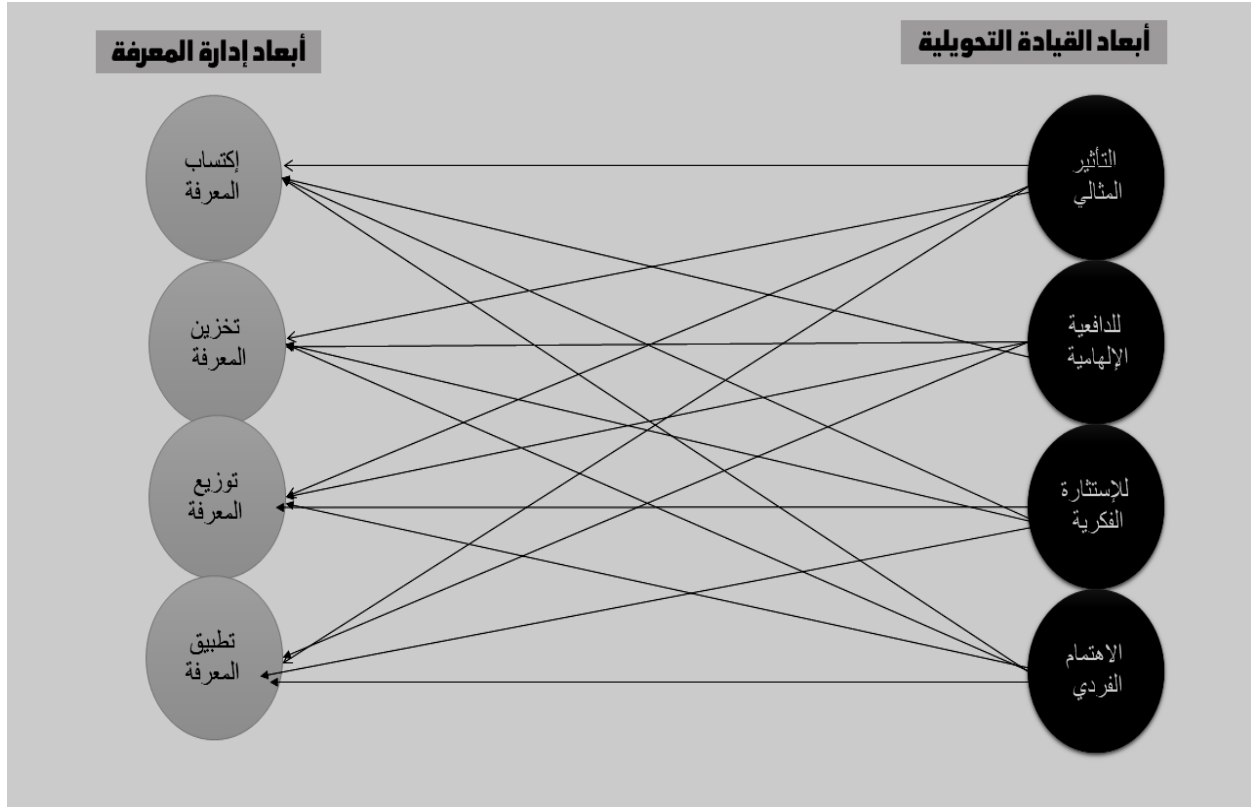 أبعاد القيادة التحويلية
أبعاد إدارة المعرفة
التأثير
المثالي
للدافعية
الإلهامية
للإستثارة
الفكرية
الاهتمام
الفردي
إكتساب
المعرفة
تخزين
المعرفة
توزيع
المعرفة
تطبيق
المعرفة